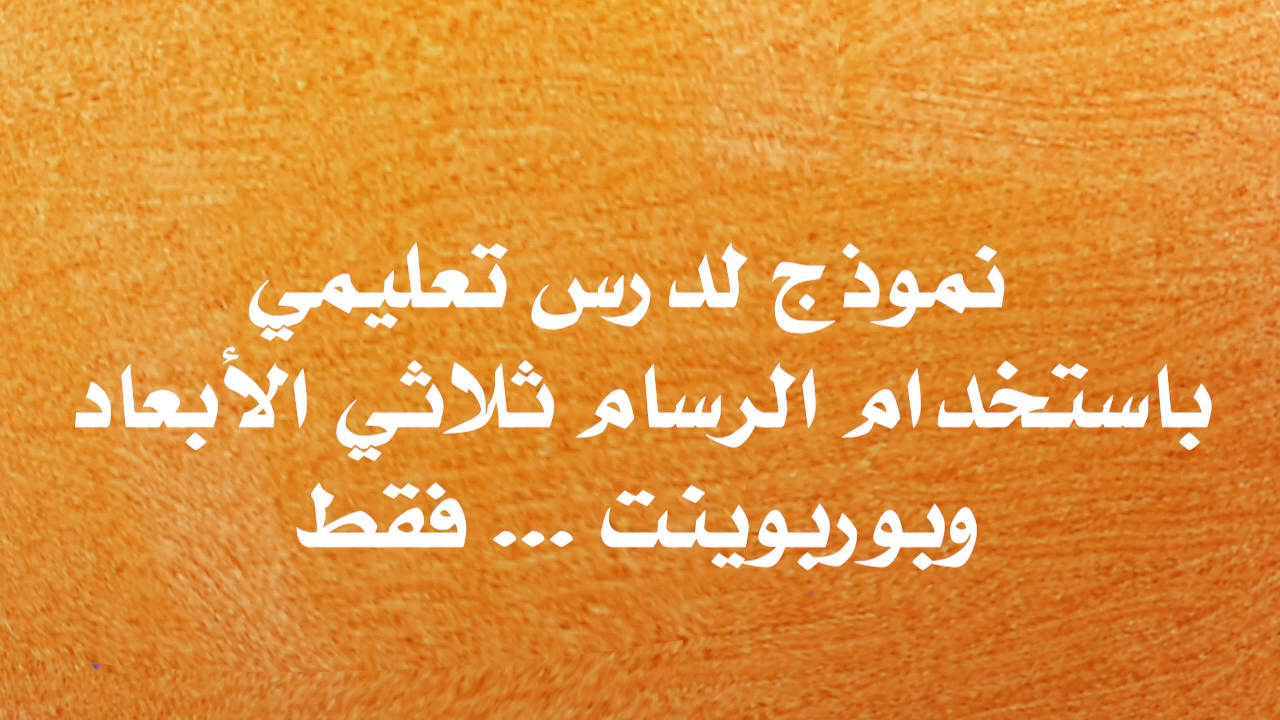 نموذج لدرس تعليمي
باستخدام الرسام ثلاثي الأبعاد
وبوربوينت ... فقط